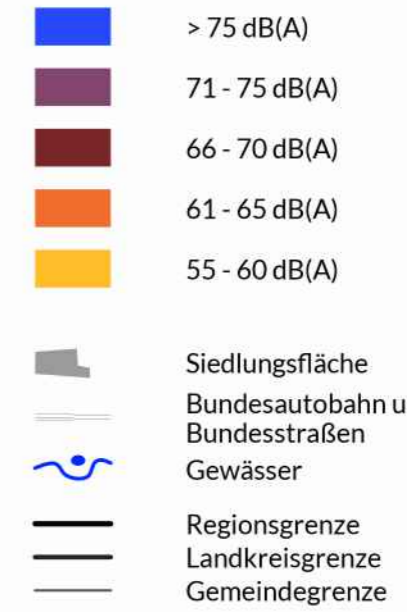 > 75 dB(A)
71 - 75 dB(A)
66 - 70 dB(A)
61 - 65 dB(A)
55 - 60 dB(A)
Siedlungsfläche
Bundesautobahn u
Bundesstraßen
Gewässer
Regionsgrenze
Landkreisgrenze
Gemeindegrenze